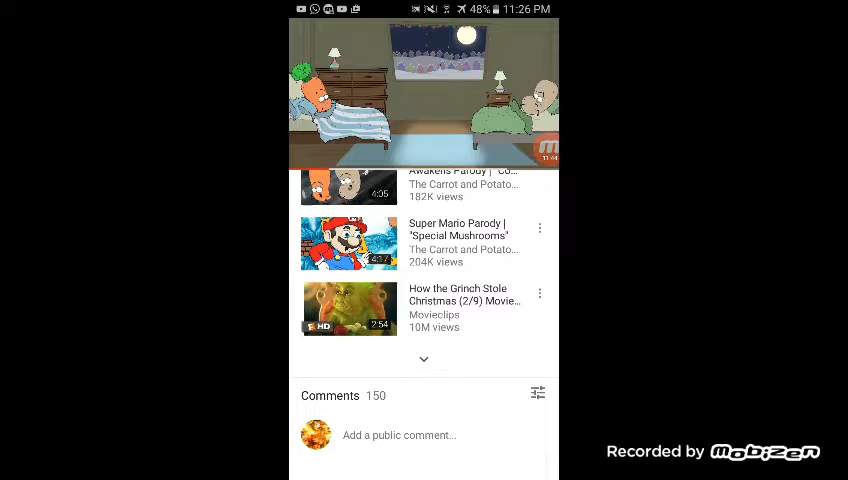 48% 11:26 PM
11:44
Awakens Parody | "Co...
The Carrot and Potato...
182K views
4:05
Super Mario Parody |
"Special Mushrooms"
The Carrot and Potato...
204K views
4:17
How the Grinch Stole
Christmas (2/9) Movie...
Movieclips
10M views
HD
2:54
Comments 150
Add a public comment...
Recorded by MOBIZEN